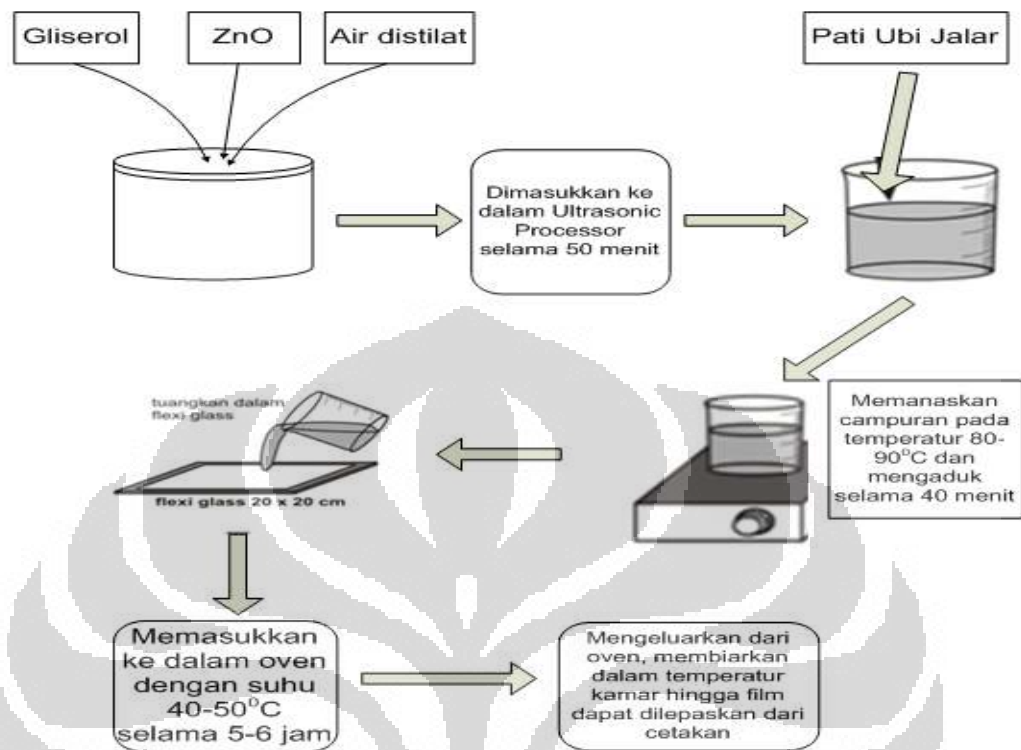 Gliserol
ZnO
Air distilat
Pati Ubi Jalar
Dimasukkan ke
dalam Ultrasonic
Processor
selama 50 menit
Memanaskan
campuran pada
temperatur 80-
90°C dan
mengaduk
selama 40 menit
tuangkan dalam
flexi glass
flexi glass 20 x 20 cm
Memasukkan
ke dalam oven
dengan suhu
40-50°C
selama 5-6 jam
Mengeluarkan dari
oven, membiarkan
dalam temperatur
kamar hingga film
dapat dilepaskan dari
cetakan